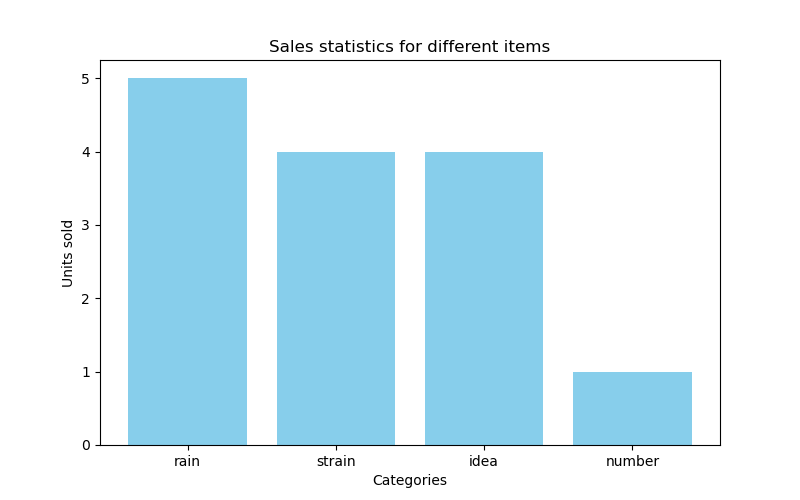 Sales statistics for different items
Units sold
5
4
3
2
1
0
rain strain idea number
Categories